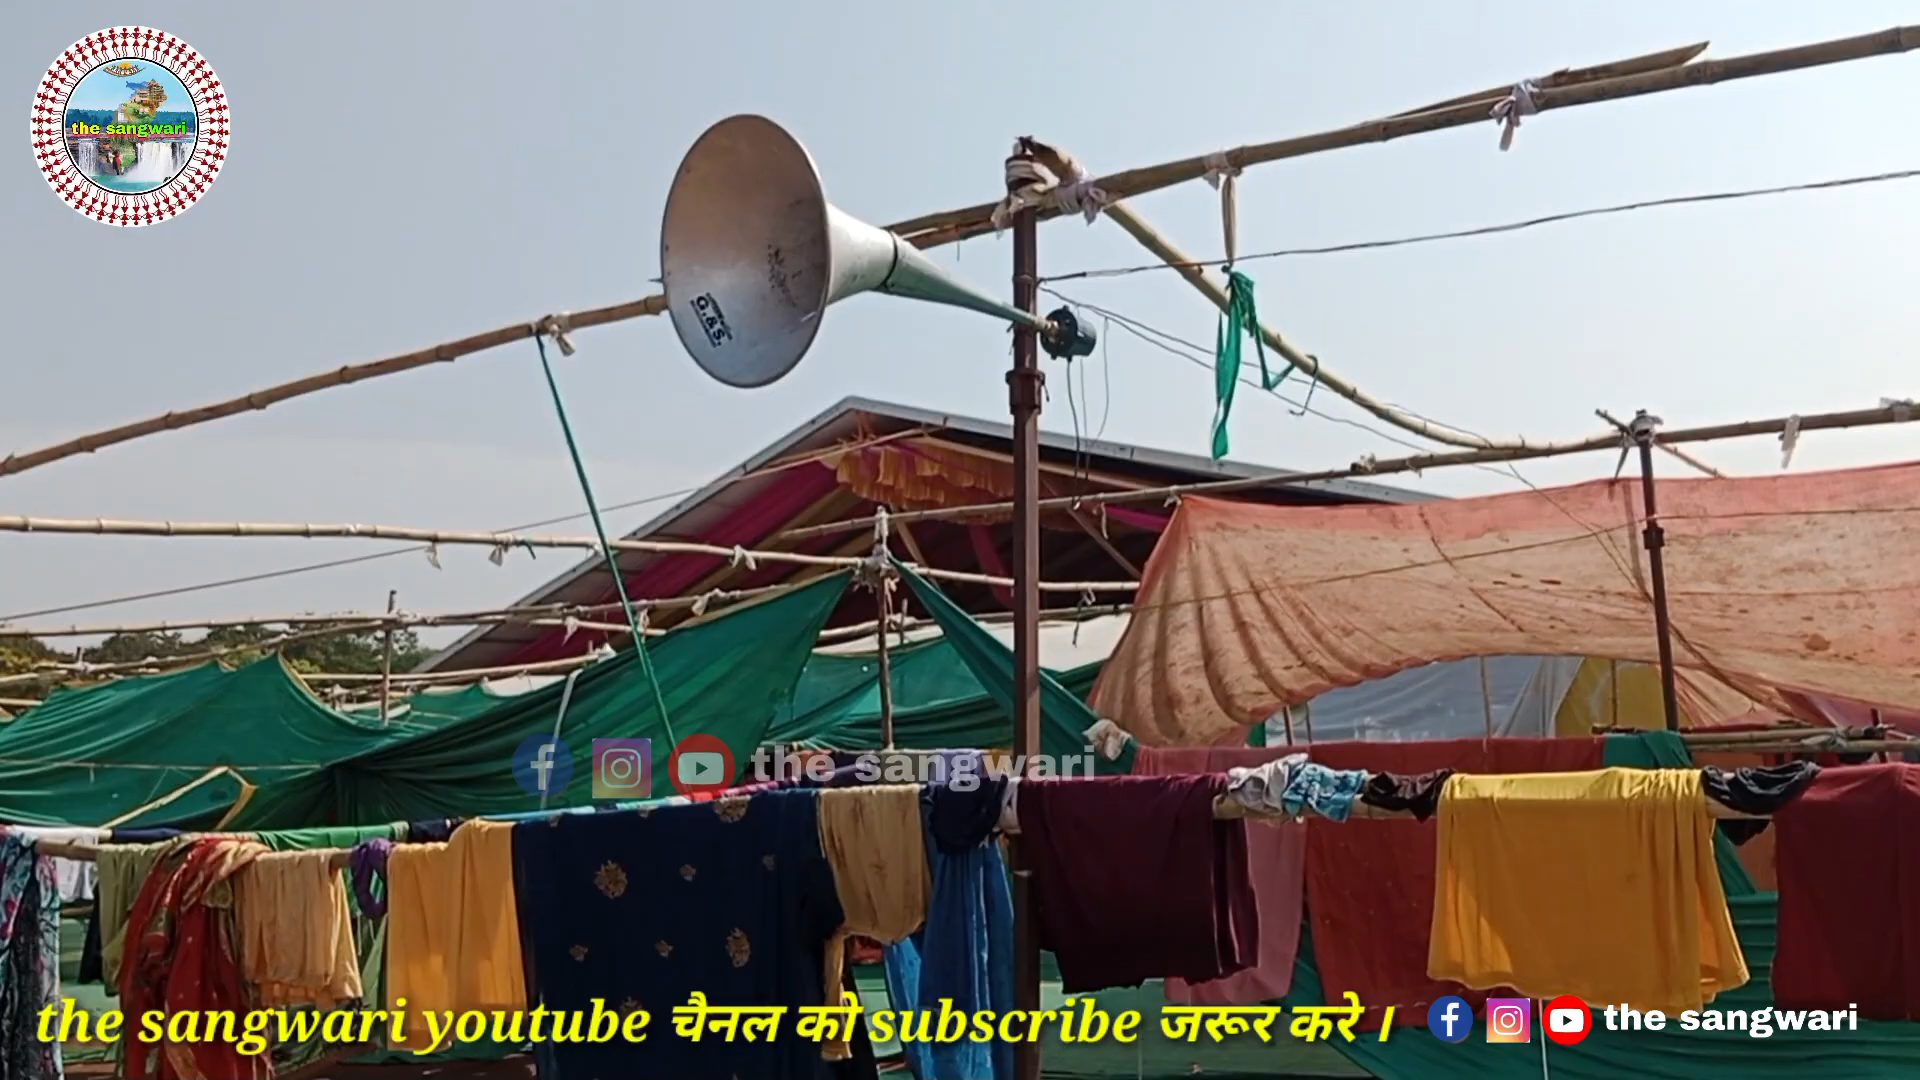 the sangwari
G.&S.
the sangwari
the sangwari youtube चैनल को subscribe जरूर करे । the sangwari